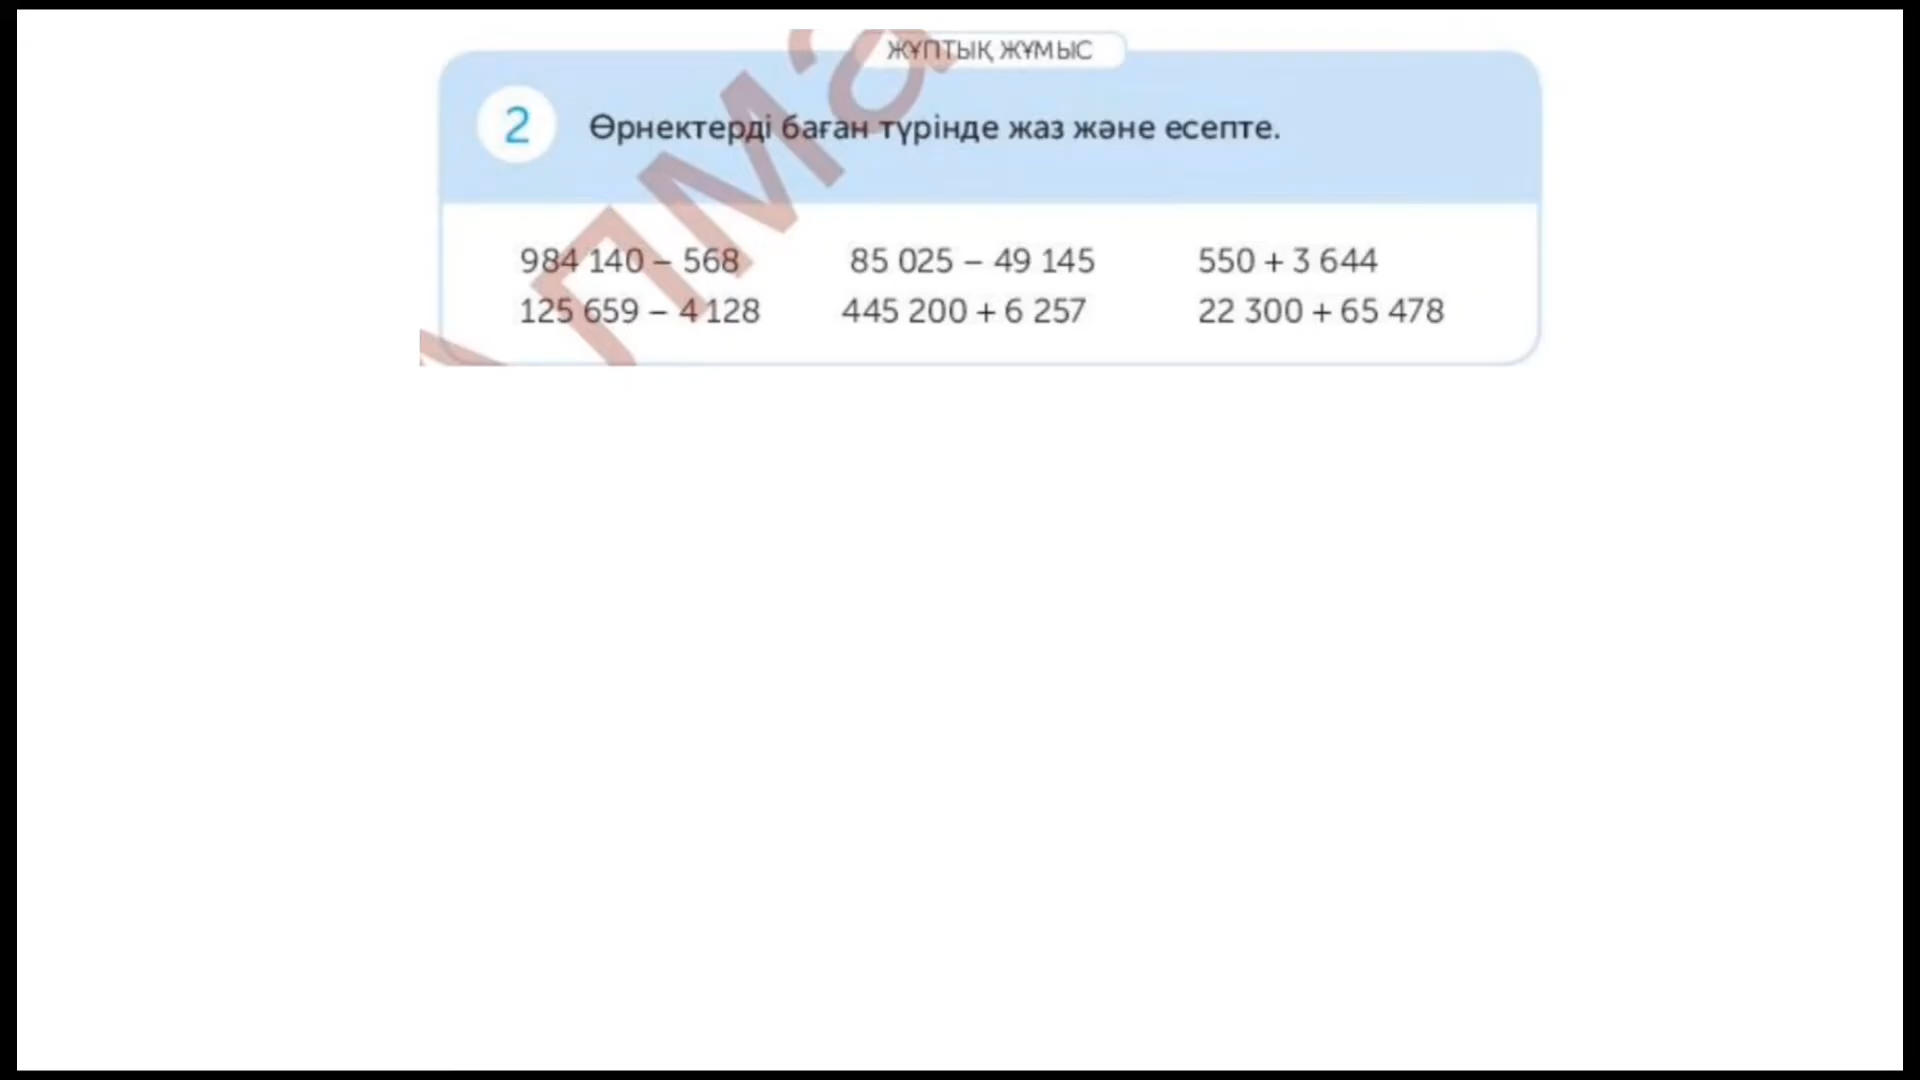 ЖҰПТЫҚ ЖҰМЫС
2 Өрнектерді баған түрінде жаз және есепте.
984 140 – 568 85 025 – 49 145 550 + 3 644
125 659 – 4 128 445 200 + 6 257 22 300 + 65 478